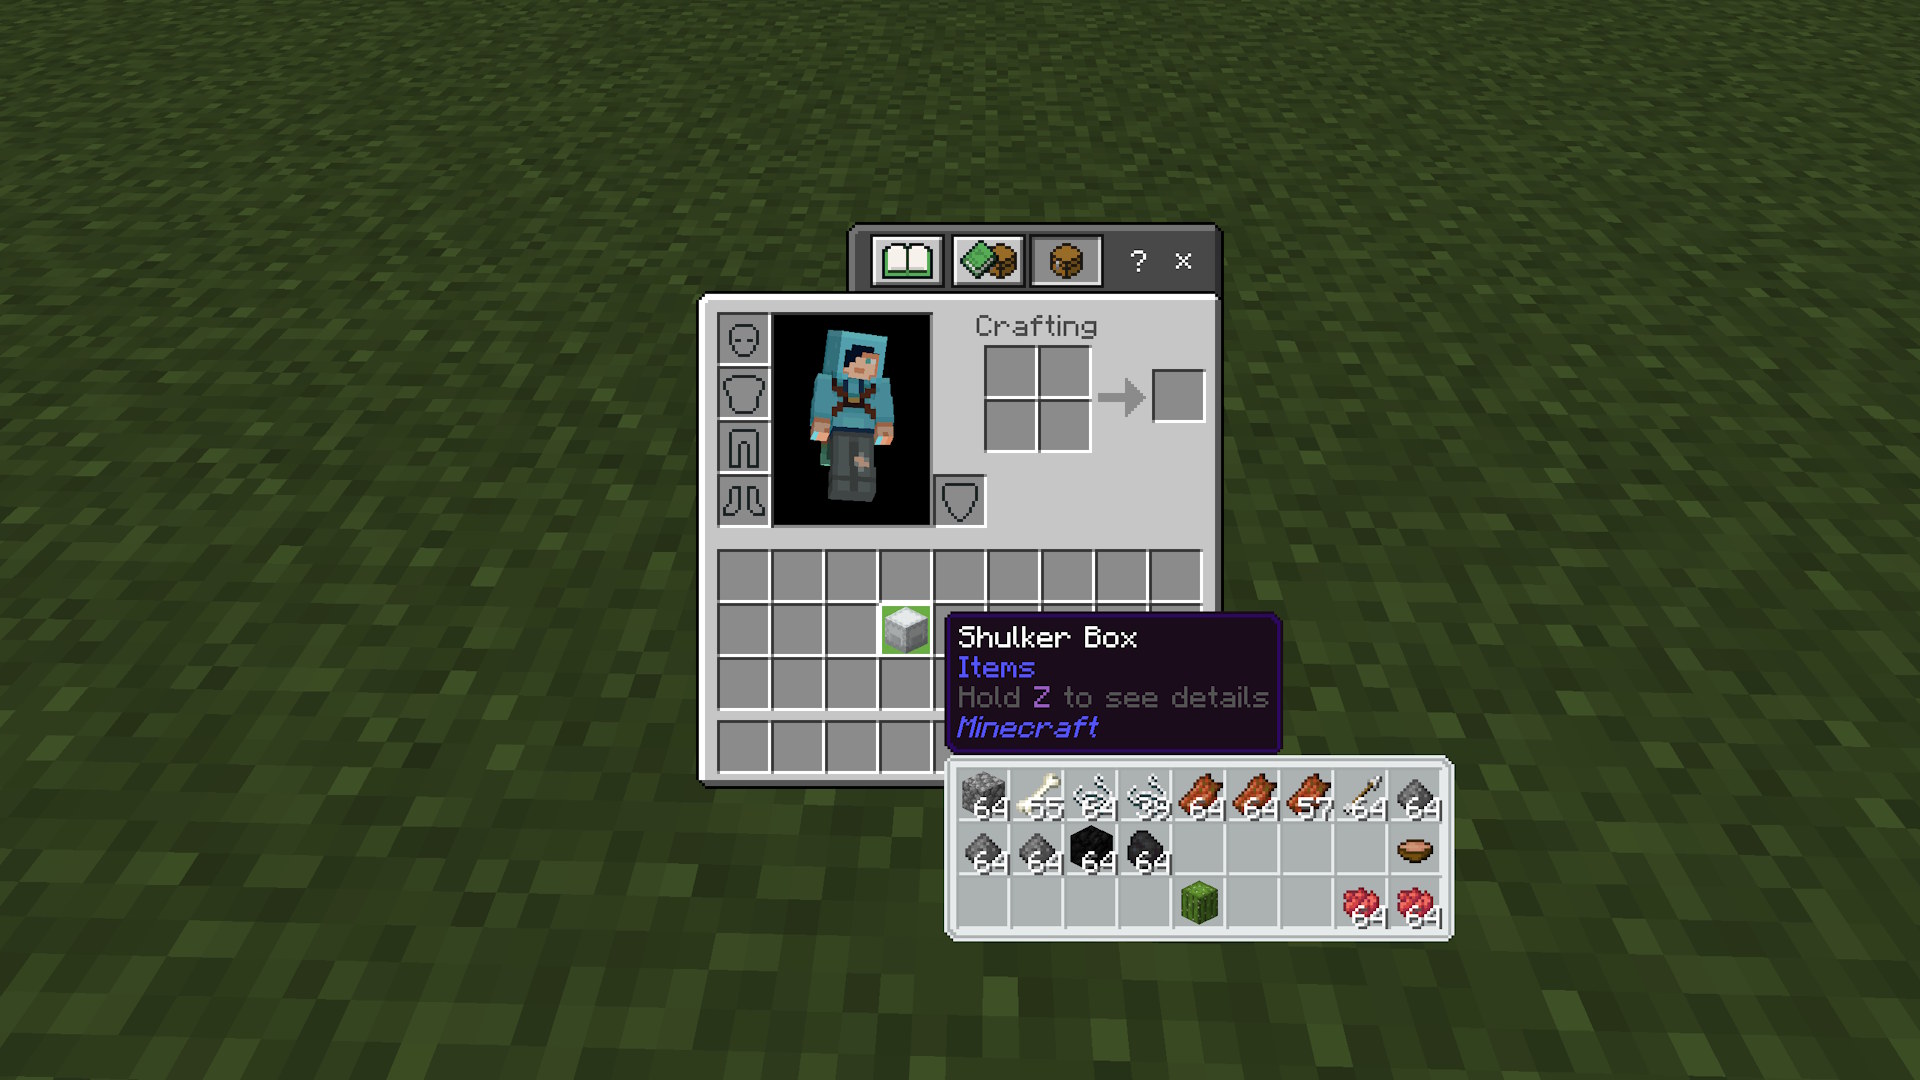 ? x
Crafting
Shulker Box
Items
Hold Z to see details
Minecraft
64 55 64 39 64 64 57 64 64
64 64 64 64
64 64